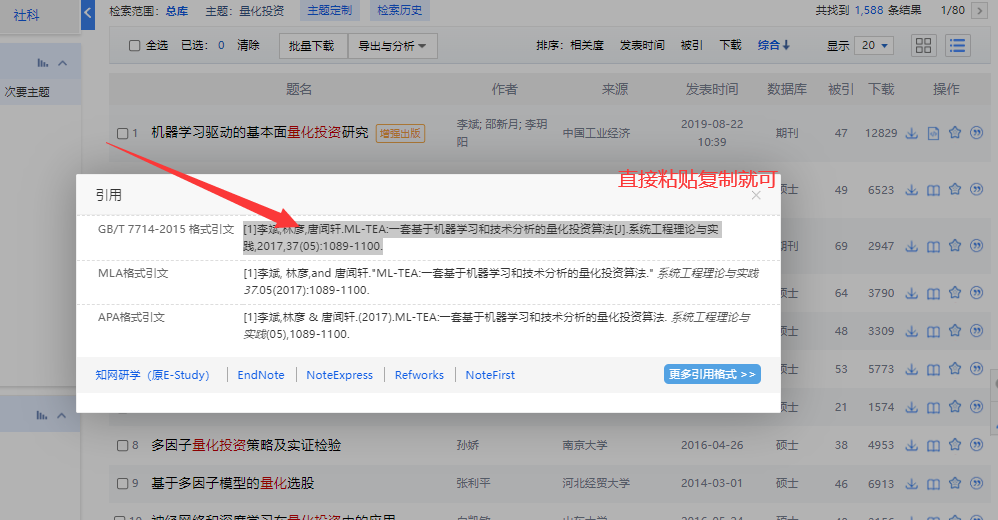 社科
检索范围：总库 主题：量化投资 主题定制 检索历史
共找到 1,588 条结果 1/80
全选 已选：0 清除 批量下载 导出与分析
排序：相关度 发表时间 被引 下载 综合 显示 20
次要主题
题名 作者 来源 发表时间 数据库 被引 下载 操作
1 机器学习驱动的基本面量化投资研究 增强出版 李斌; 邵新月; 李玥阳 中国工业经济 2019-08-22 10:39 期刊 47 12829
直接粘贴复制就可
引用
GB/T 7714-2015 格式引文 [1]李斌,林彦,唐闻轩.ML-TEA:一套基于机器学习和技术分析的量化投资算法[J].系统工程理论与实
践,2017,37(05):1089-1100.
MLA格式引文 [1]李斌, 林彦,and 唐闻轩."ML-TEA:一套基于机器学习和技术分析的量化投资算法." 系统工程理论与实践
37.05(2017):1089-1100.
APA格式引文 [1]李斌,林彦 & 唐闻轩.(2017).ML-TEA:一套基于机器学习和技术分析的量化投资算法. 系统工程理论与
实践(05),1089-1100.
知网研学（原E-Study） EndNote NoteExpress Refworks NoteFirst 更多引用格式 >>
硕士 49 6523
期刊 69 2947
硕士 64 3790
硕士 48 3309
硕士 53 5773
硕士 21 1574
8 多因子量化投资策略及实证检验 孙娇 南京大学 2016-04-26 硕士 38 4953
9 基于多因子模型的量化选股 张利平 河北经贸大学 2014-03-01 硕士 46 6913